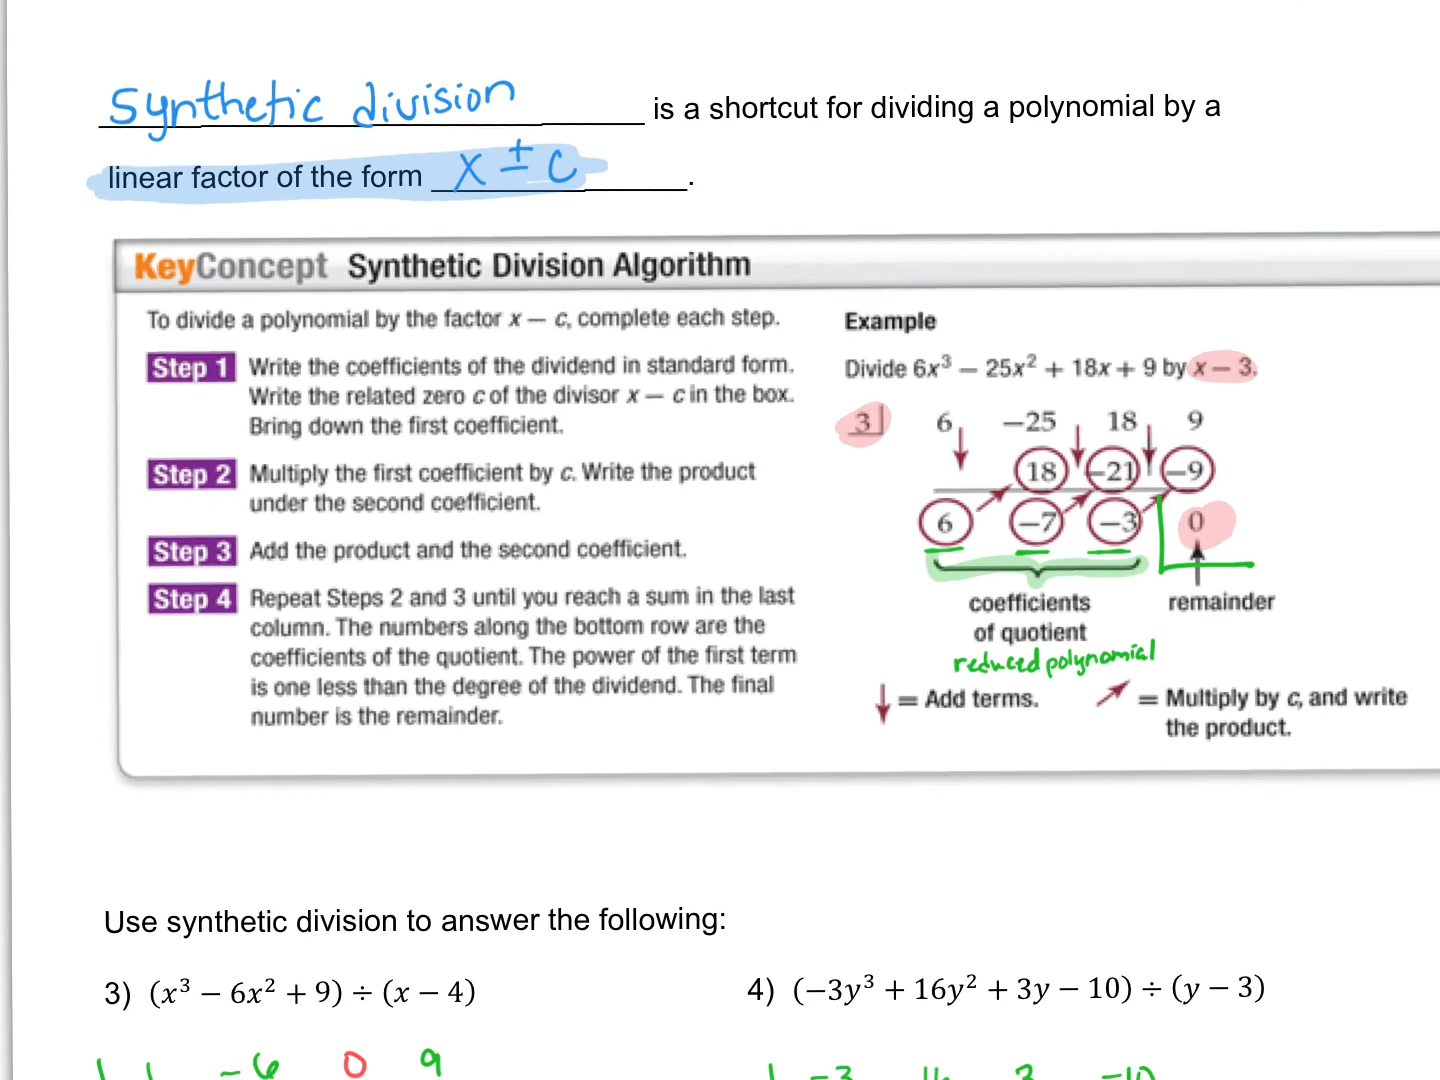 Synthetic division is a shortcut for dividing a polynomial by a
linear factor of the form x ± c.
KeyConcept Synthetic Division Algorithm
To divide a polynomial by the factor x – c, complete each step.
Step 1 Write the coefficients of the dividend in standard form.
Write the related zero c of the divisor x – c in the box.
Bring down the first coefficient.
Step 2 Multiply the first coefficient by c. Write the product
under the second coefficient.
Step 3 Add the product and the second coefficient.
Step 4 Repeat Steps 2 and 3 until you reach a sum in the last
column. The numbers along the bottom row are the
coefficients of the quotient. The power of the first term
is one less than the degree of the dividend. The final
number is the remainder.
Example
Divide 6x³ – 25x² + 18x + 9 by x – 3.
3 6 –25 18 9
18 –21 –9
6 –7 –3 0
coefficients remainder
of quotient
reduced polynomial
= Add terms. = Multiply by c, and write
the product.
Use synthetic division to answer the following:
3) (x³ − 6x² + 9) ÷ (x − 4)
4) (−3y³ + 16y² + 3y − 10) ÷ (y − 3)
-6 0 9
-3 16 3 -10